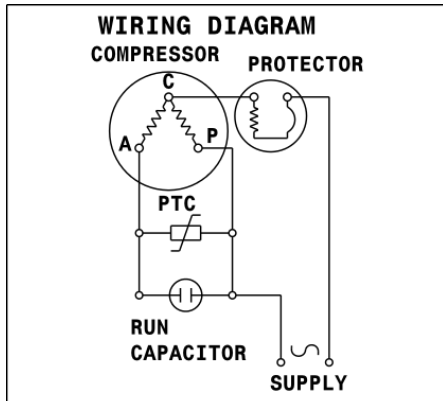 WIRING DIAGRAM
COMPRESSOR
PROTECTOR
C
A
P
PTC
RUN
CAPACITOR
SUPPLY